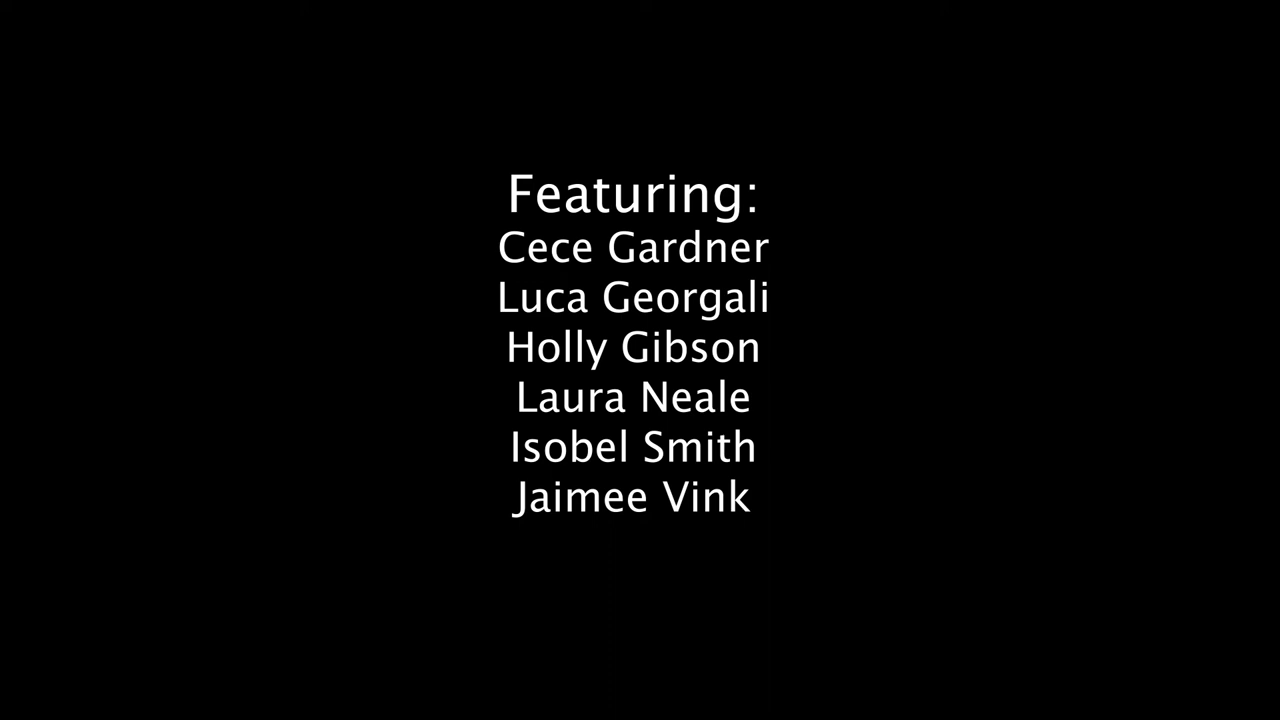 Featuring:
Cece Gardner
Luca Georgali
Holly Gibson
Laura Neale
Isobel Smith
Jaimee Vink